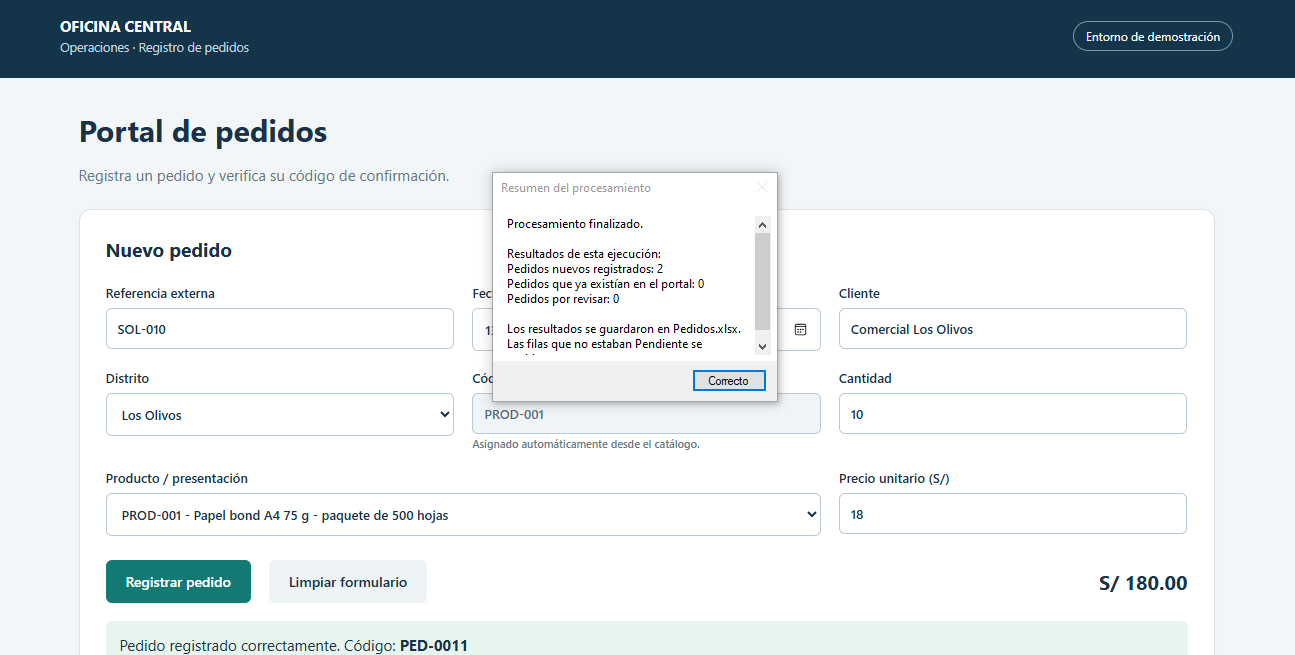 OFICINA CENTRAL
Operaciones · Registro de pedidos
Entorno de demostración
Portal de pedidos
Registra un pedido y verifica su código de confirmación.
Resumen del procesamiento
Procesamiento finalizado.
Resultados de esta ejecución:
Pedidos nuevos registrados: 2
Pedidos que ya existían en el portal: 0
Pedidos por revisar: 0
Los resultados se guardaron en Pedidos.xlsx.
Las filas que no estaban Pendiente se
Correcto
Nuevo pedido
Referencia externa
SOL-010
Cliente
Comercial Los Olivos
Distrito
Los Olivos
PROD-001
Asignado automáticamente desde el catálogo.
Cantidad
10
Producto / presentación
PROD-001 - Papel bond A4 75 g - paquete de 500 hojas
Precio unitario (S/)
18
Registrar pedido
Limpiar formulario
S/ 180.00
Pedido registrado correctamente. Código: PED-0011